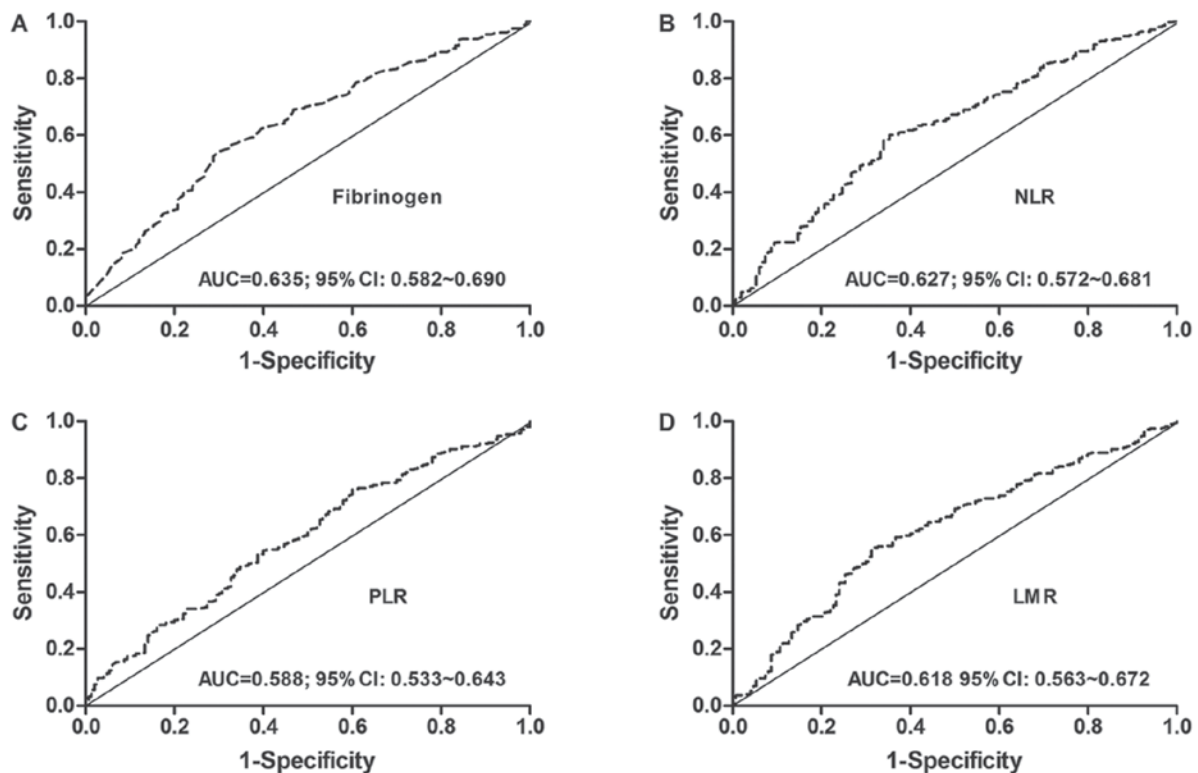 A
1.0
0.8
0.6
0.4
0.2
0.0
Sensitivity
Fibrinogen
AUC=0.635; 95% CI: 0.582~0.690
0.0 0.2 0.4 0.6 0.8 1.0
1-Specificity
B
1.0
0.8
0.6
0.4
0.2
0.0
Sensitivity
NLR
AUC=0.627; 95% CI: 0.572~0.681
0.0 0.2 0.4 0.6 0.8 1.0
1-Specificity
C
1.0
0.8
0.6
0.4
0.2
0.0
Sensitivity
PLR
AUC=0.588; 95% CI: 0.533~0.643
0.0 0.2 0.4 0.6 0.8 1.0
1-Specificity
D
1.0
0.8
0.6
0.4
0.2
0.0
Sensitivity
LMR
AUC=0.618 95% CI: 0.563~0.672
0.0 0.2 0.4 0.6 0.8 1.0
1-Specificity